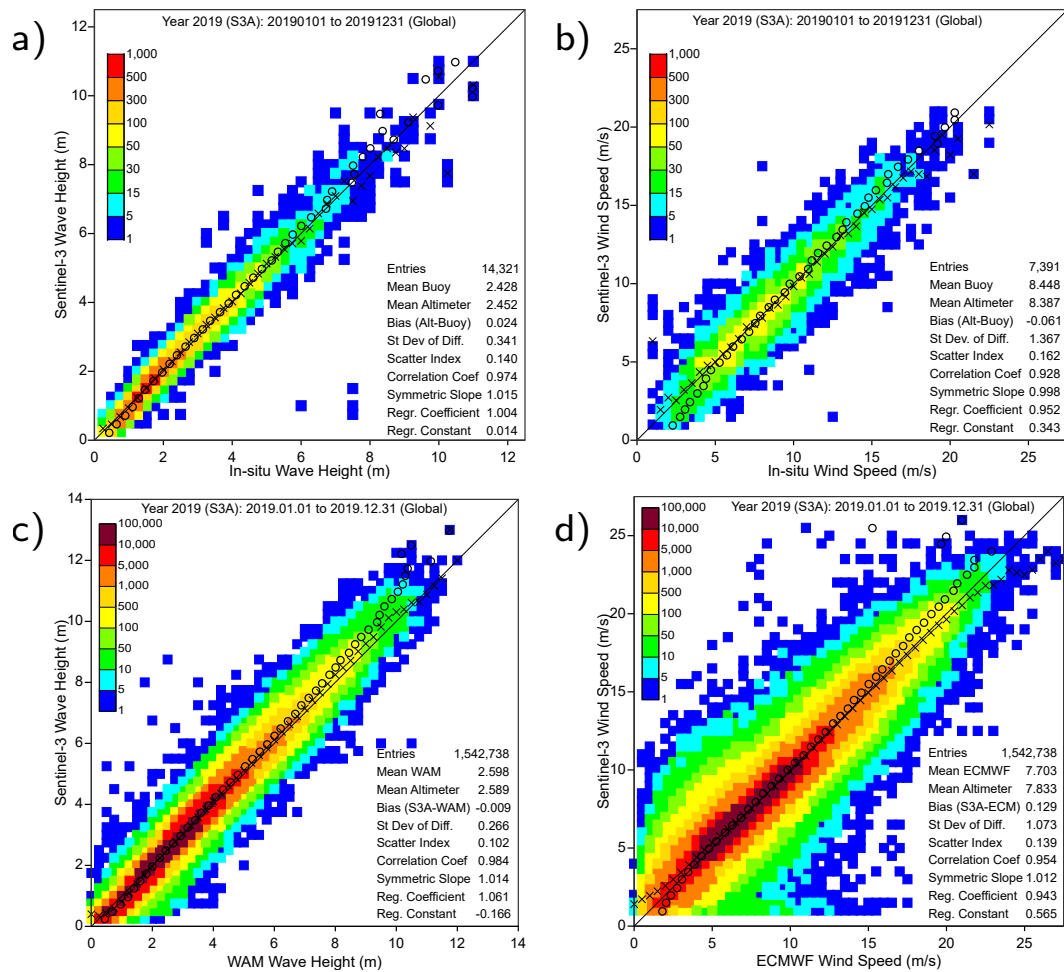 a)
Year 2019 (S3A): 20190101 to 20191231 (Global)
12
10
8
6
4
2
0
Sentinel-3 Wave Height (m)
1,000
500
300
100
50
30
15
5
1
Entries 14,321
Mean Buoy 2.428
Mean Altimeter 2.452
Bias (Alt-Buoy) 0.024
St Dev of Diff. 0.341
Scatter Index 0.140
Correlation Coef 0.974
Symmetric Slope 1.015
Regr. Coefficient 1.004
Regr. Constant 0.014
0 2 4 6 8 10 12
In-situ Wave Height (m)
b)
Year 2019 (S3A): 20190101 to 20191231 (Global)
25
20
15
10
5
0
Sentinel-3 Wind Speed (m/s)
1,000
500
300
100
50
30
15
5
1
Entries 7,391
Mean Buoy 8.448
Mean Altimeter 8.387
Bias (Alt-Buoy) -0.061
St Dev of Diff. 1.367
Scatter Index 0.162
Correlation Coef 0.928
Symmetric Slope 0.998
Regr. Coefficient 0.952
Regr. Constant 0.343
0 5 10 15 20 25
In-situ Wind Speed (m/s)
c)
Year 2019 (S3A): 2019.01.01 to 2019.12.31 (Global)
14
12
10
8
6
4
2
0
Sentinel-3 Wave Height (m)
100,000
10,000
5,000
1,000
500
100
50
10
5
1
Entries 1,542,738
Mean WAM 2.598
Mean Altimeter 2.589
Bias (S3A-WAM) -0.009
St Dev of Diff. 0.266
Scatter Index 0.102
Correlation Coef 0.984
Symmetric Slope 1.014
Reg. Coefficient 1.061
Reg. Constant -0.166
0 2 4 6 8 10 12 14
WAM Wave Height (m)
d)
Year 2019 (S3A): 2019.01.01 to 2019.12.31 (Global)
25
20
15
10
5
0
Sentinel-3 Wind Speed (m/s)
100,000
10,000
5,000
1,000
500
100
50
10
5
1
Entries 1,542,738
Mean ECMWF 7.703
Mean Altimeter 7.833
Bias (S3A-ECM) 0.129
St Dev of Diff. 1.073
Scatter Index 0.139
Correlation Coef 0.954
Symmetric Slope 1.012
Reg. Coefficient 0.943
Reg. Constant 0.565
0 5 10 15 20 25
ECMWF Wind Speed (m/s)